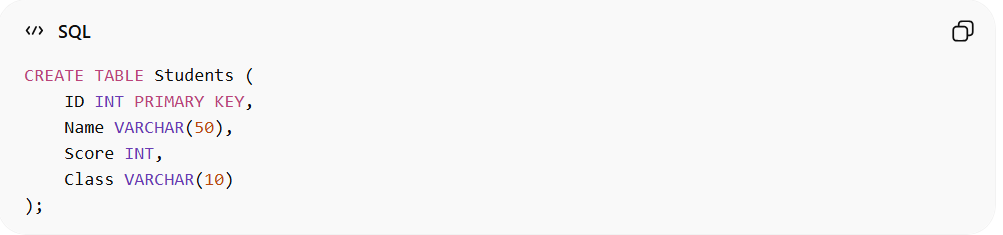 SQL
CREATE TABLE Students (
    ID INT PRIMARY KEY,
    Name VARCHAR(50),
    Score INT,
    Class VARCHAR(10)
);